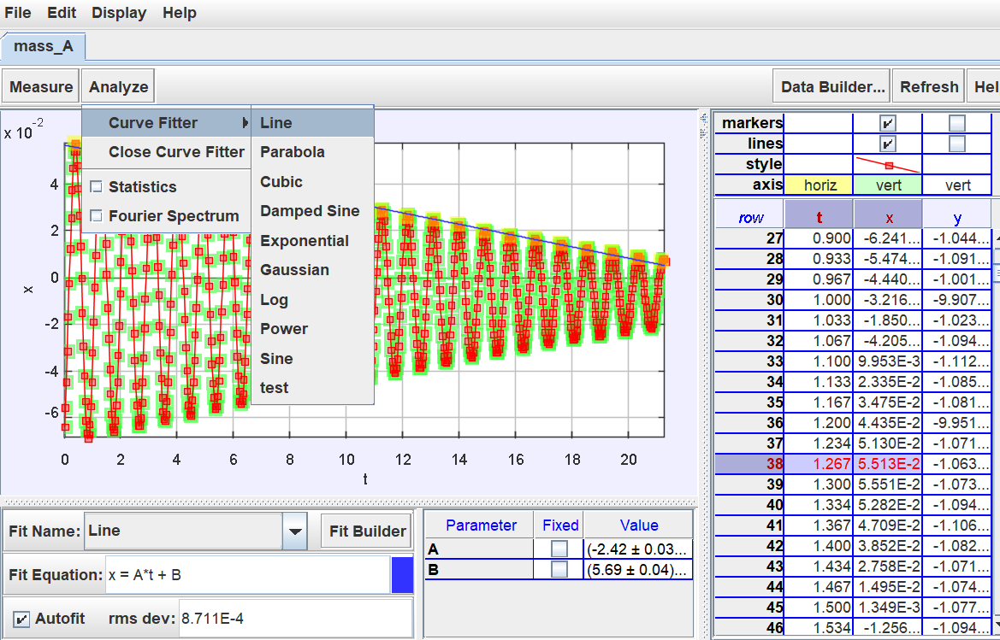 File Edit Display Help
mass_A
Measure Analyze Data Builder... Refresh Hel
Curve Fitter Line
Close Curve Fitter Parabola
Cubic
Statistics Damped Sine
Fourier Spectrum Exponential
Gaussian
Log
Power
Sine
test
x 10^-2
4
2
0
-2
-4
-6
x
0 2 4 6 8 10 12 14 16 18 20
t
markers
lines
style
axis horiz vert vert
row t x y
27 0.900 -6.241... -1.044...
28 0.933 -5.474... -1.091...
29 0.967 -4.440... -1.001...
30 1.000 -3.216... -9.907...
31 1.033 -1.850... -1.023...
32 1.067 -4.205... -1.094...
33 1.100 9.953E-3 -1.112...
34 1.133 2.335E-2 -1.085...
35 1.167 3.475E-2 -1.081...
36 1.200 4.435E-2 -9.951...
37 1.234 5.130E-2 -1.071...
38 1.267 5.513E-2 -1.063...
39 1.300 5.551E-2 -1.073...
40 1.334 5.282E-2 -1.094...
41 1.367 4.709E-2 -1.106...
42 1.400 3.852E-2 -1.082...
43 1.434 2.758E-2 -1.071...
44 1.467 1.495E-2 -1.074...
45 1.500 1.349E-3 -1.077...
46 1.534 -1.256... -1.094...
Fit Name: Line Fit Builder
Fit Equation: x = A*t + B
Autofit rms dev: 8.711E-4
Parameter Fixed Value
A (-2.42 ± 0.03...
B (5.69 ± 0.04)...